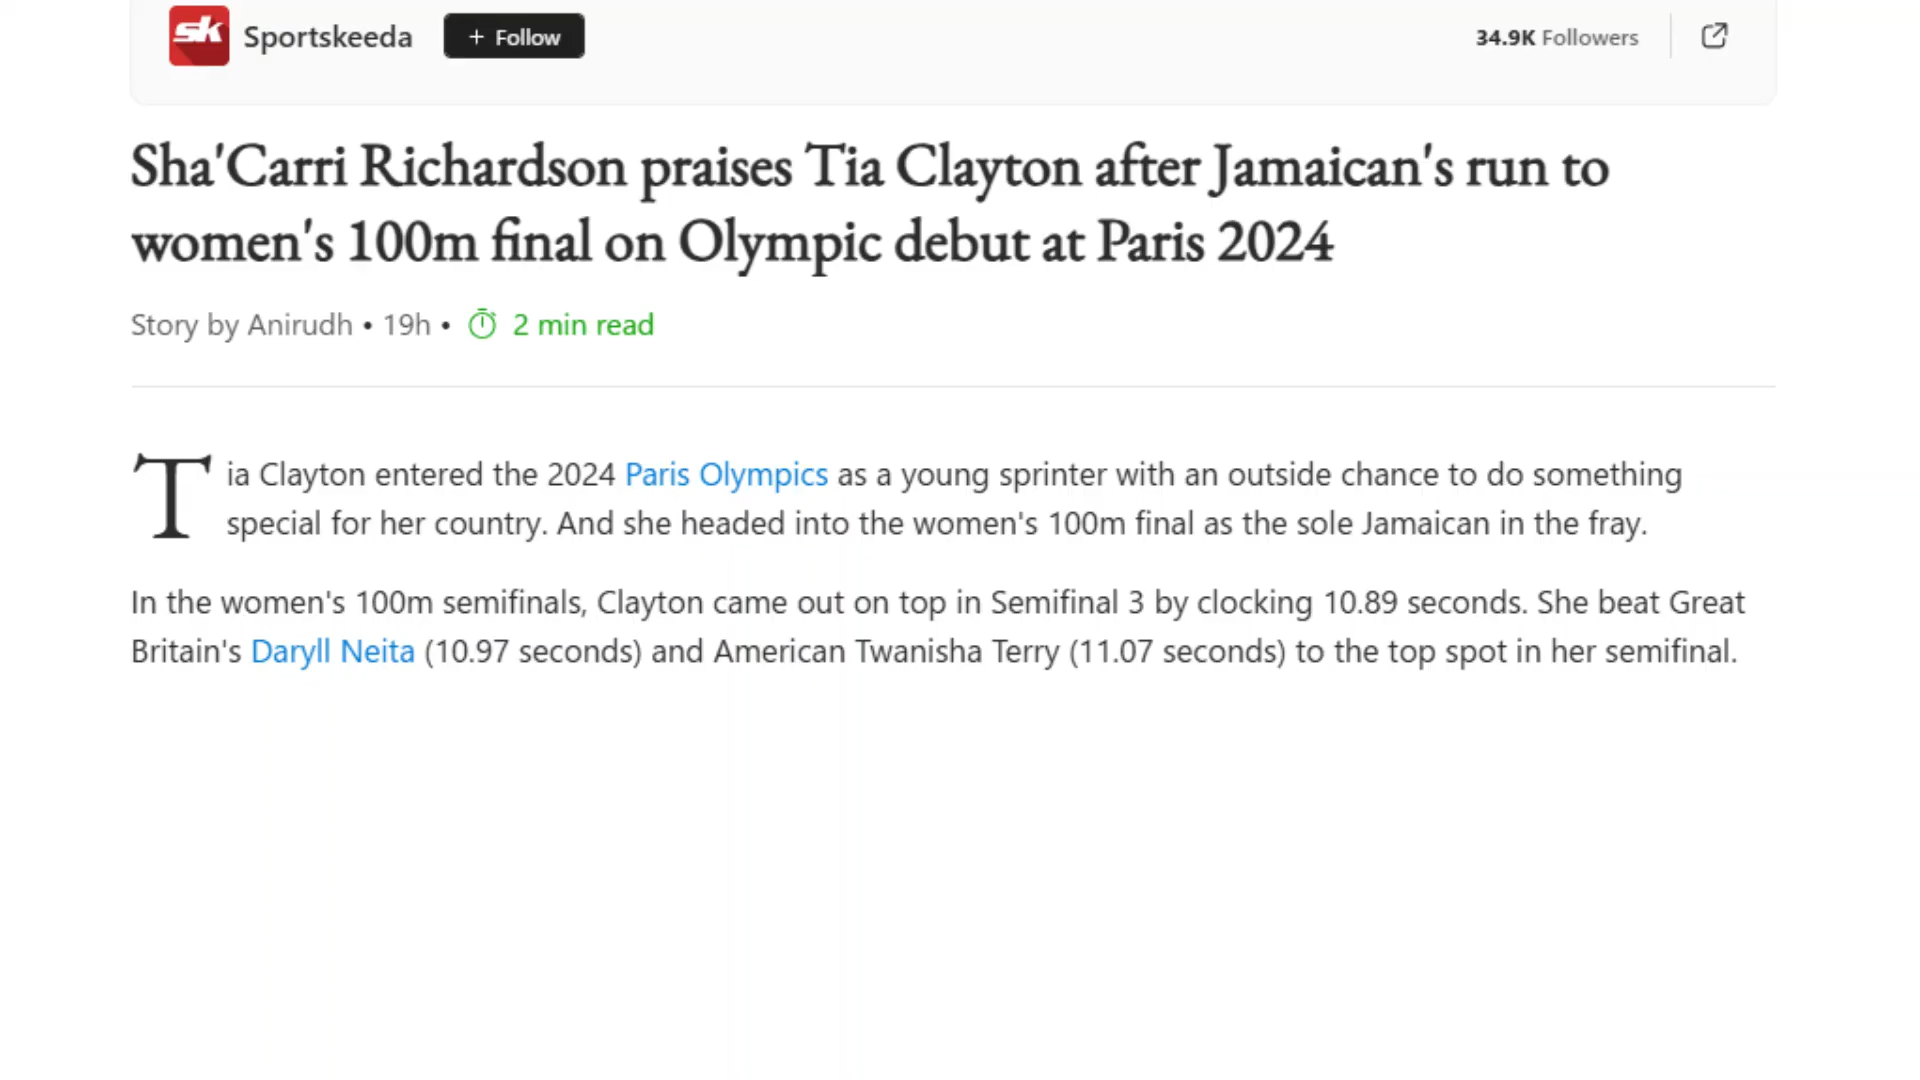 sk Sportskeeda + Follow 34.9K Followers
Sha'Carri Richardson praises Tia Clayton after Jamaican's run to
women's 100m final on Olympic debut at Paris 2024
Story by Anirudh • 19h • 2 min read
Tia Clayton entered the 2024 Paris Olympics as a young sprinter with an outside chance to do something
special for her country. And she headed into the women's 100m final as the sole Jamaican in the fray.
In the women's 100m semifinals, Clayton came out on top in Semifinal 3 by clocking 10.89 seconds. She beat Great
Britain's Daryll Neita (10.97 seconds) and American Twanisha Terry (11.07 seconds) to the top spot in her semifinal.